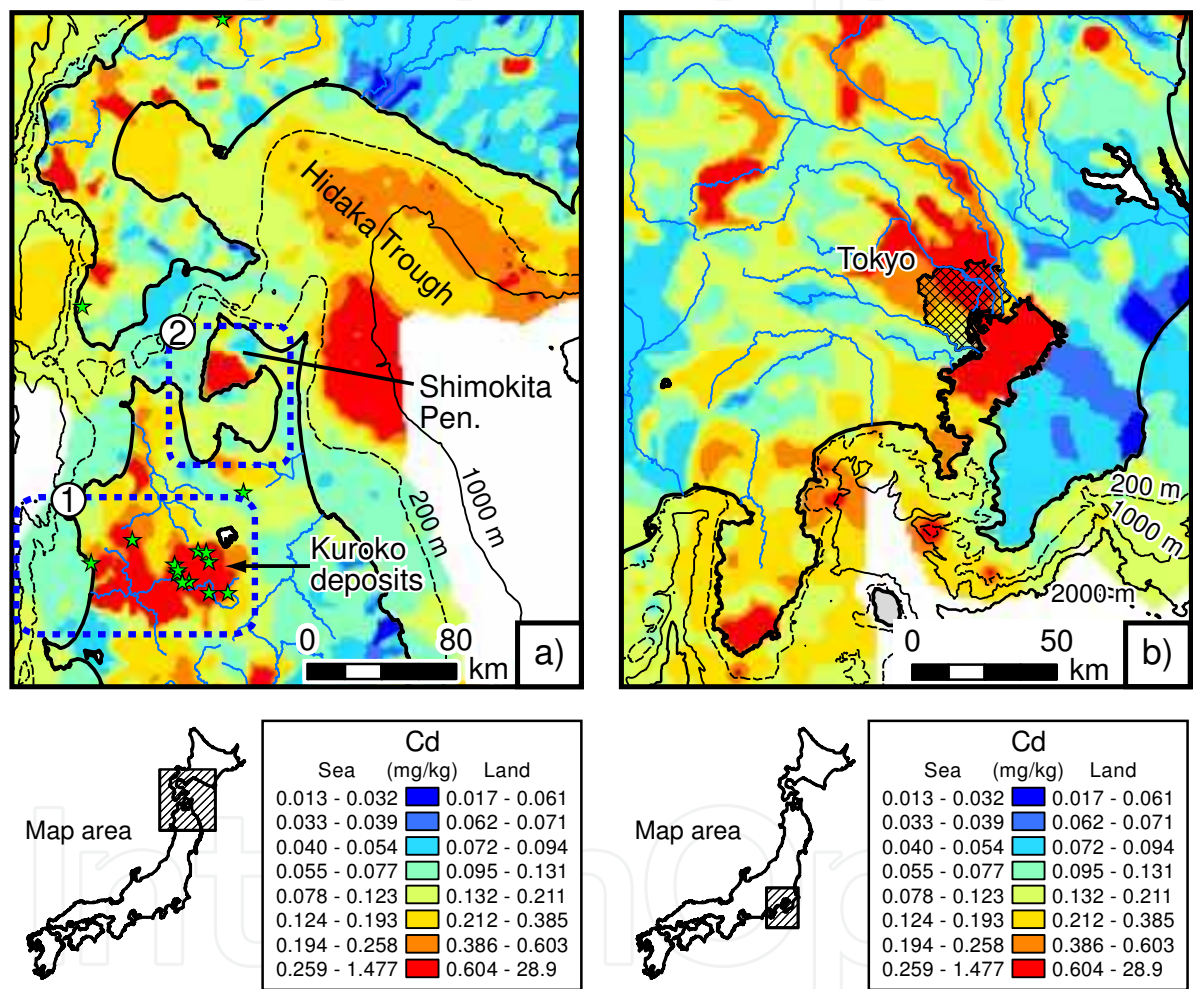 Hidaka Trough
2
Shimokita
Pen.
1
Kuroko
deposits
200 m
1000 m
0 80
km
a)
Tokyo
200 m
1000 m
2000 m
0 50
km
b)
Map area
Cd
Sea (mg/kg) Land
0.013 - 0.032 0.017 - 0.061
0.033 - 0.039 0.062 - 0.071
0.040 - 0.054 0.072 - 0.094
0.055 - 0.077 0.095 - 0.131
0.078 - 0.123 0.132 - 0.211
0.124 - 0.193 0.212 - 0.385
0.194 - 0.258 0.386 - 0.603
0.259 - 1.477 0.604 - 28.9
Map area
Cd
Sea (mg/kg) Land
0.013 - 0.032 0.017 - 0.061
0.033 - 0.039 0.062 - 0.071
0.040 - 0.054 0.072 - 0.094
0.055 - 0.077 0.095 - 0.131
0.078 - 0.123 0.132 - 0.211
0.124 - 0.193 0.212 - 0.385
0.194 - 0.258 0.386 - 0.603
0.259 - 1.477 0.604 - 28.9